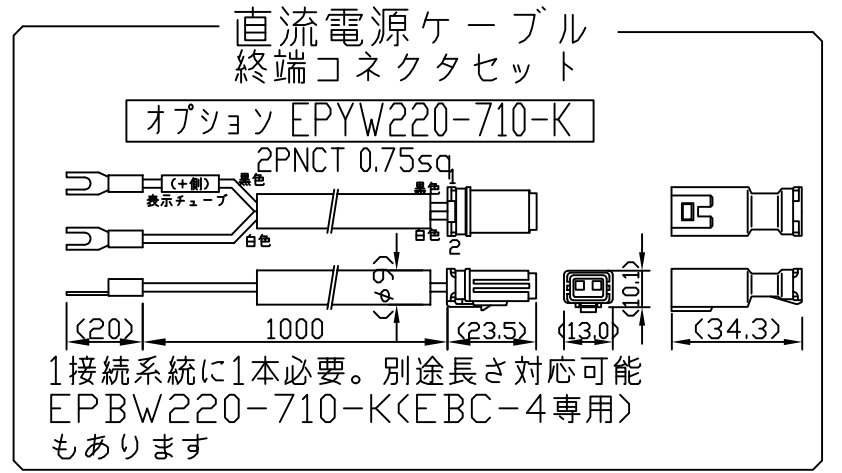 直流電源ケーブル
終端コネクタセット
オプション EPYW220-710-K
2PNCT 0.75sq
(+側)
黒色
表示チューブ
白色
黒色
1
白色
2
(φ9)
(10.1)
(20)
1000
(23.5)
(13.0)
(34.3)
1接続系統に1本必要。別途長さ対応可能
EPBW220-710-K(EBC-4専用)
もあります